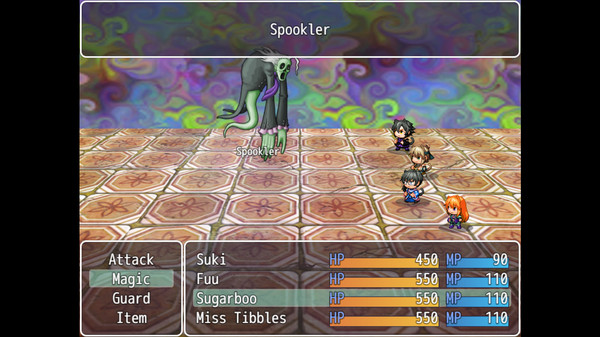 Spookler
Spookler
Attack
Magic
Guard
Item
Suki HP 450 MP 90
Fuu HP 550 MP 110
Sugarboo HP 550 MP 110
Miss Tibbles HP 550 MP 110